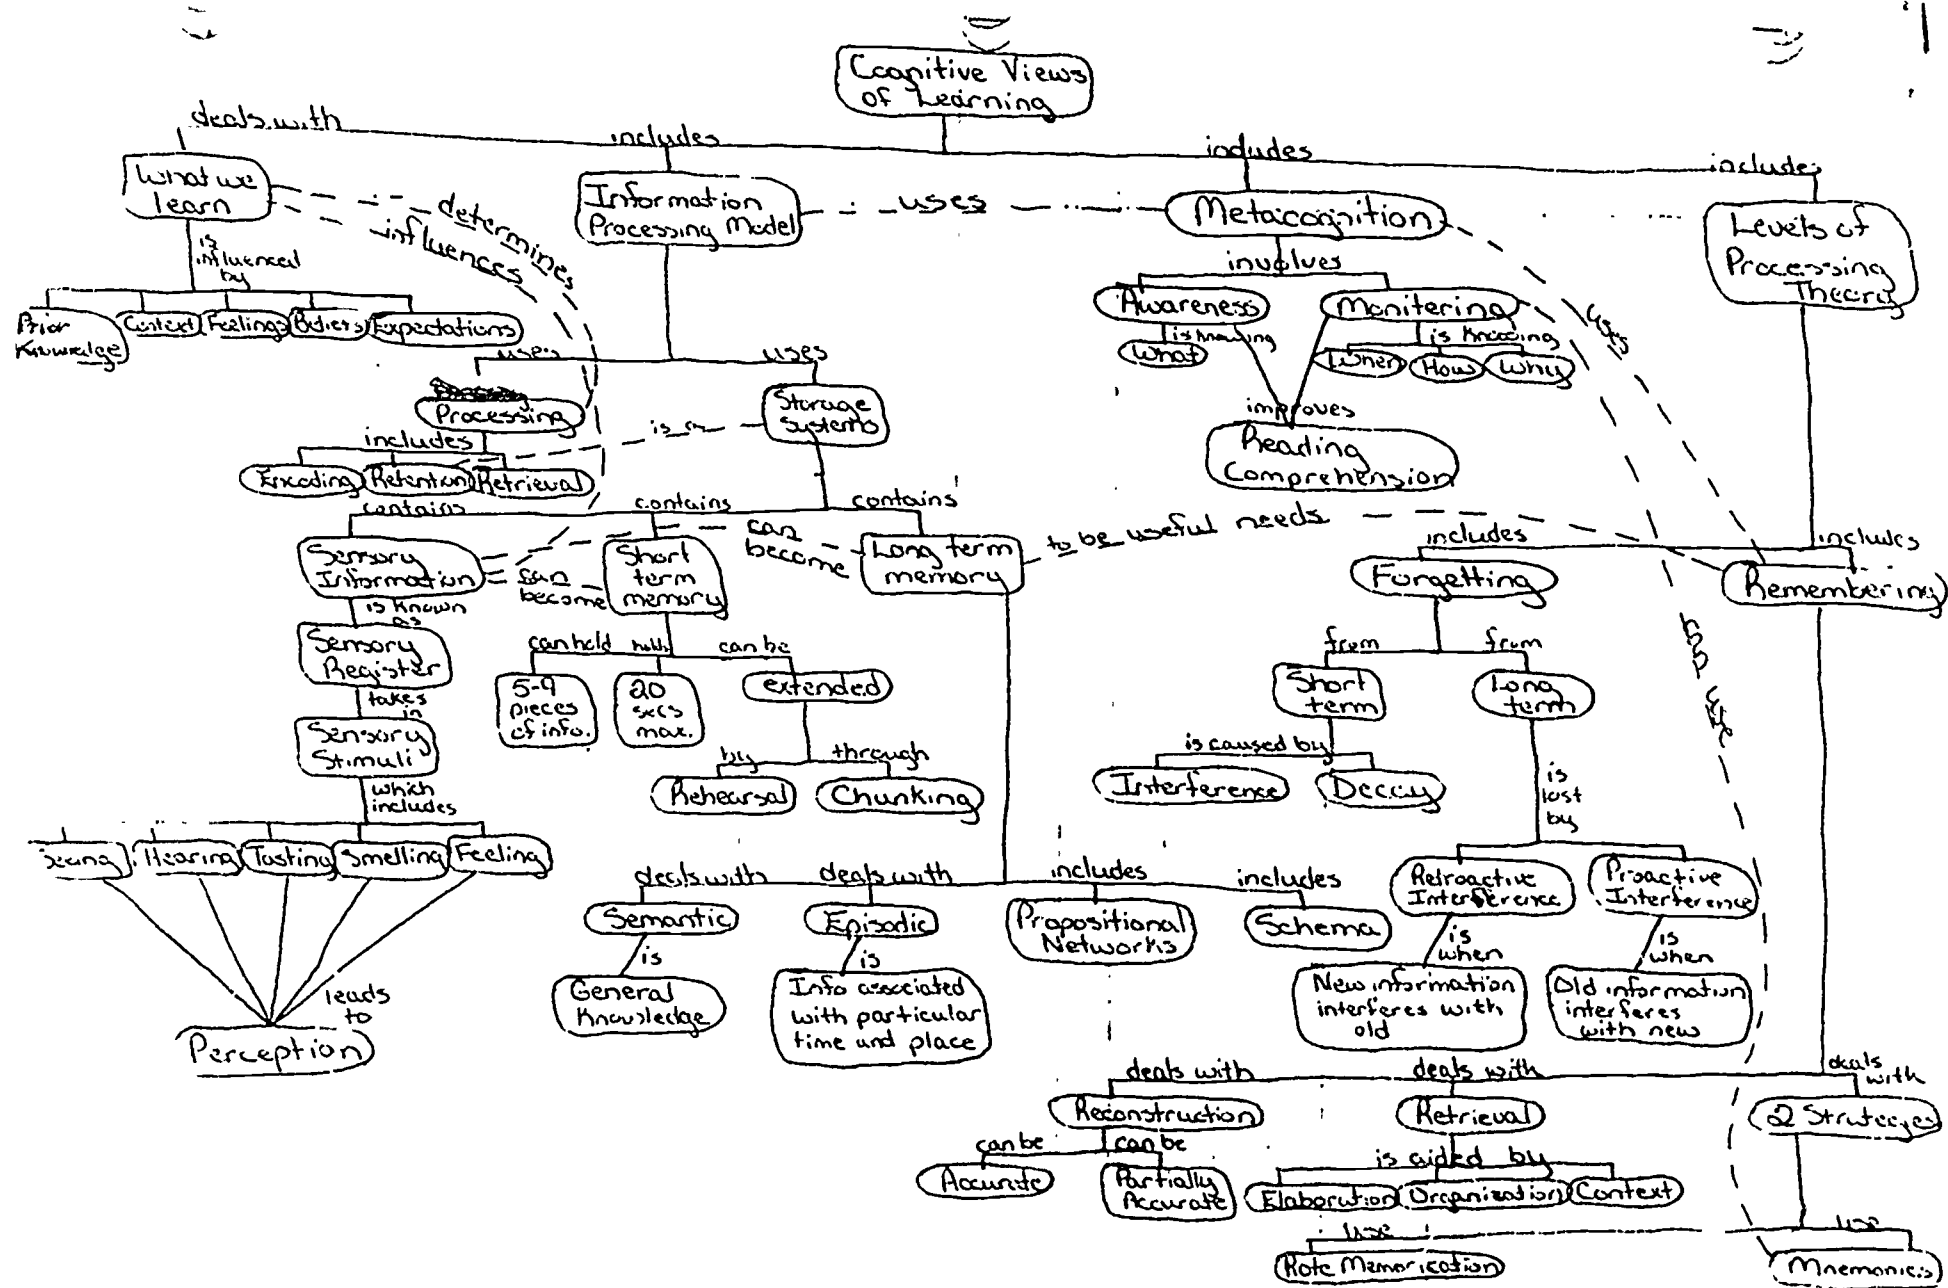 Cognitive Views
of Learning
deals with
includes
includes
includes
What we
learn
Information
Processing Model
uses
Metacognition
Levels of
Processing
Theory
determines
influences
is
influenced
by
involves
Prior
Knowledge
Context
Feelings
Beliefs
Expectations
Awareness
Monitering
uses
is knowing
is knowing
What
When
How
Why
uses
uses
Processing
Storage
systems
improves
Reading
Comprehension
includes
is a
Encoding
Retention
Retrieval
contains
contains
contains
Sensory
Information
can
become
Short
term
memory
can
become
Long term
memory
to be useful needs
includes
includes
Forgetting
Remembering
is known
as
Sensory
Register
can hold
holds
can be
from
from
can use
5-9
pieces
of info.
20
secs
max.
extended
Short
term
Long
term
takes
in
Sensory
Stimuli
by
through
is caused by
Rehearsal
Chunking
Interference
Decay
is
lost
by
which
includes
Hearing
Tasting
Smelling
Feeling
deals with
deals with
includes
includes
Retroactive
Interference
Proactive
Interference
Semantic
Episodic
Propositional
Networks
Schema
is
is
is
when
is
when
General
Knowledge
Info associated
with particular
time and place
New information
interferes with
old
Old information
interferes
with new
leads
to
Perception
deals with
deals with
deals
with
Reconstruction
Retrieval
2 Strategies
can be
can be
is aided by
Accurate
Partially
Accurate
Elaboration
Organization
Context
use
use
Rote Memorization
Mnemonics